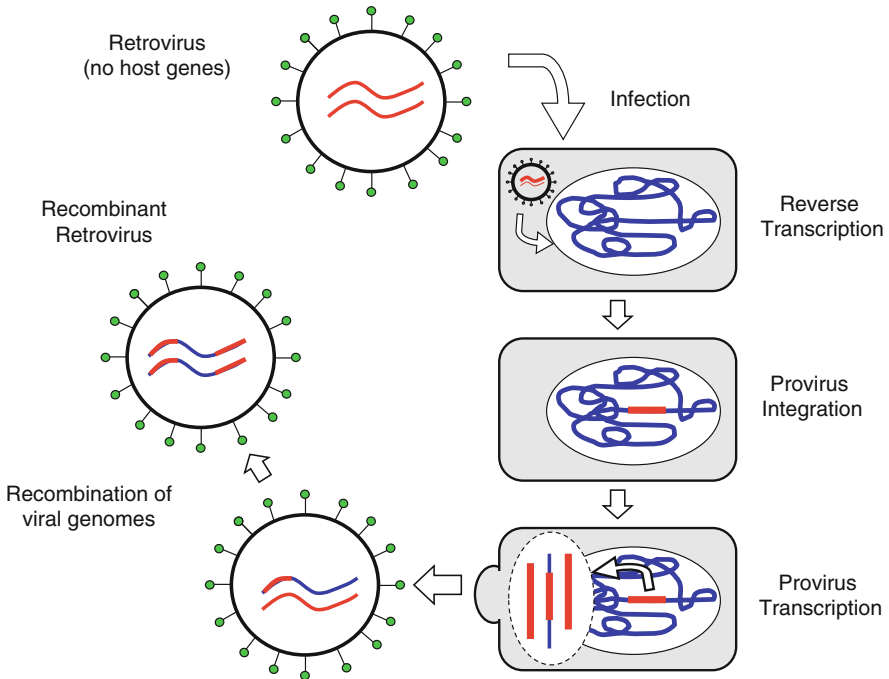 Retrovirus
(no host genes)
Infection
Reverse
Transcription
Recombinant
Retrovirus
Provirus
Integration
Recombination of
viral genomes
Provirus
Transcription